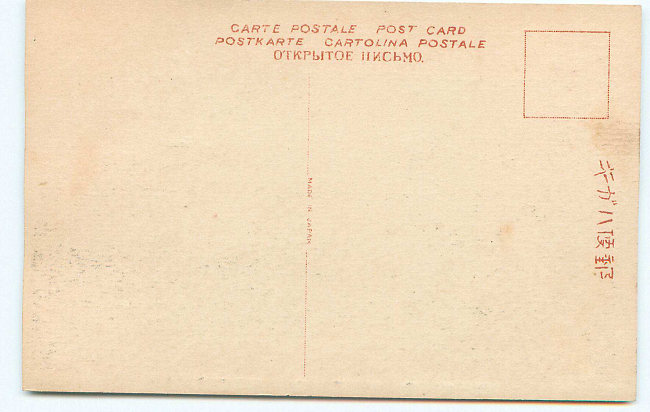 CARTE POSTALE POST CARD
POSTKARTE CARTOLINA POSTALE
ОТКРЫТОЕ ПИСЬМО.
MADE IN JAPAN
郵便ハガキ